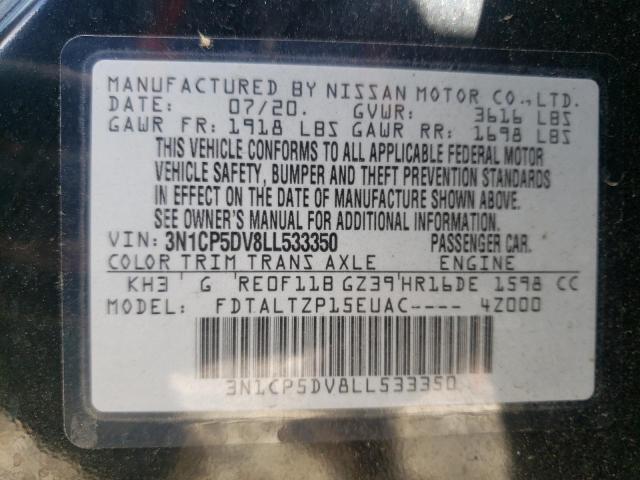 MANUFACTURED BY NISSAN MOTOR CO.,LTD.
DATE: 07/20. GVWR: 3616 LBS
GAWR FR: 1918 LBS GAWR RR: 1698 LBS
THIS VEHICLE CONFORMS TO ALL APPLICABLE FEDERAL MOTOR
VEHICLE SAFETY, BUMPER AND THEFT PREVENTION STANDARDS
IN EFFECT ON THE DATE OF MANUFACTURE SHOWN ABOVE.
SEE OWNER'S MANUAL FOR ADDITIONAL INFORMATION.
VIN: 3N1CP5DV8LL533350 PASSENGER CAR.
COLOR TRIM TRANS AXLE ENGINE
KH3 G RE0F11B GZ39 HR16DE 1598 CC
MODEL: FDTALTZP15EUAC---- 4Z000
3N1CP5DV8LL533350